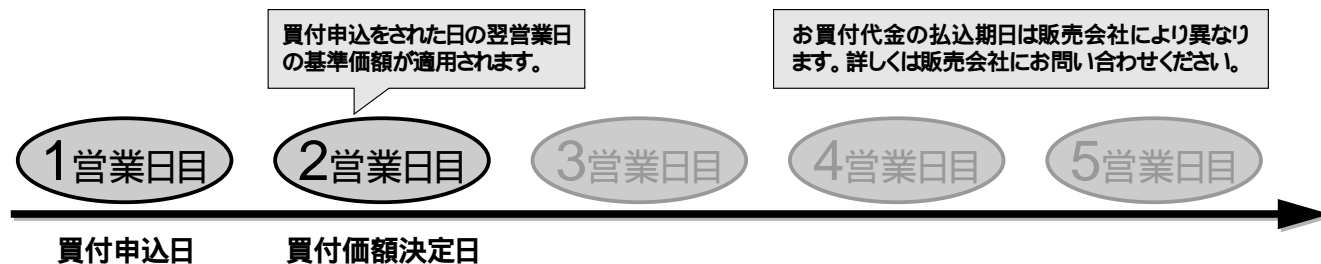 買付申込をされた日の翌営業日
の基準価額が適用されます。
お買付代金の払込期日は販売会社により異なり
ます。詳しくは販売会社にお問い合わせください。
1営業日目
2営業日目
3営業日目
4営業日目
5営業日目
買付申込日
買付価額決定日